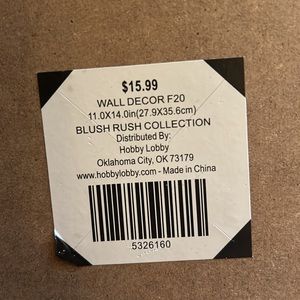 $15.99
WALL DECOR F20
11.0X14.0in(27.9X35.6cm)
BLUSH RUSH COLLECTION
Distributed By:
Hobby Lobby
Oklahoma City, OK 73179
www.hobbylobby.com - Made in China
5326160